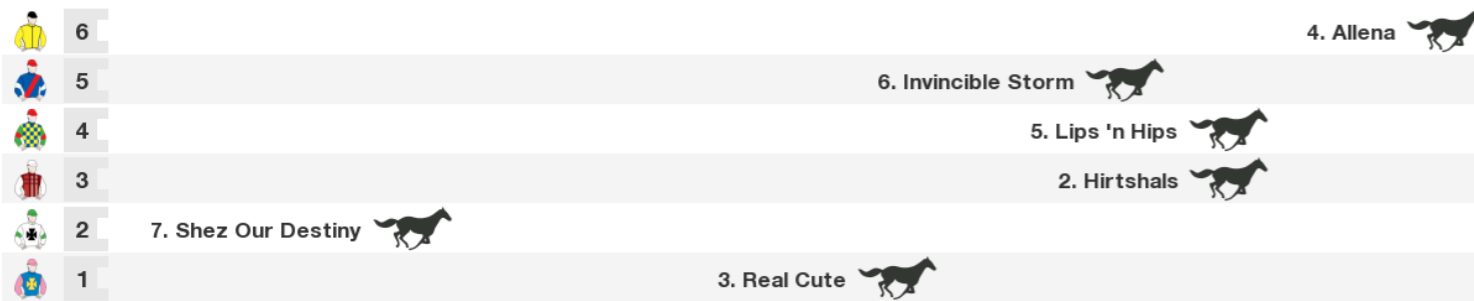 6 4. Allena
5 6. Invincible Storm
4 5. Lips 'n Hips
3 2. Hirtshals
2 7. Shez Our Destiny
1 3. Real Cute